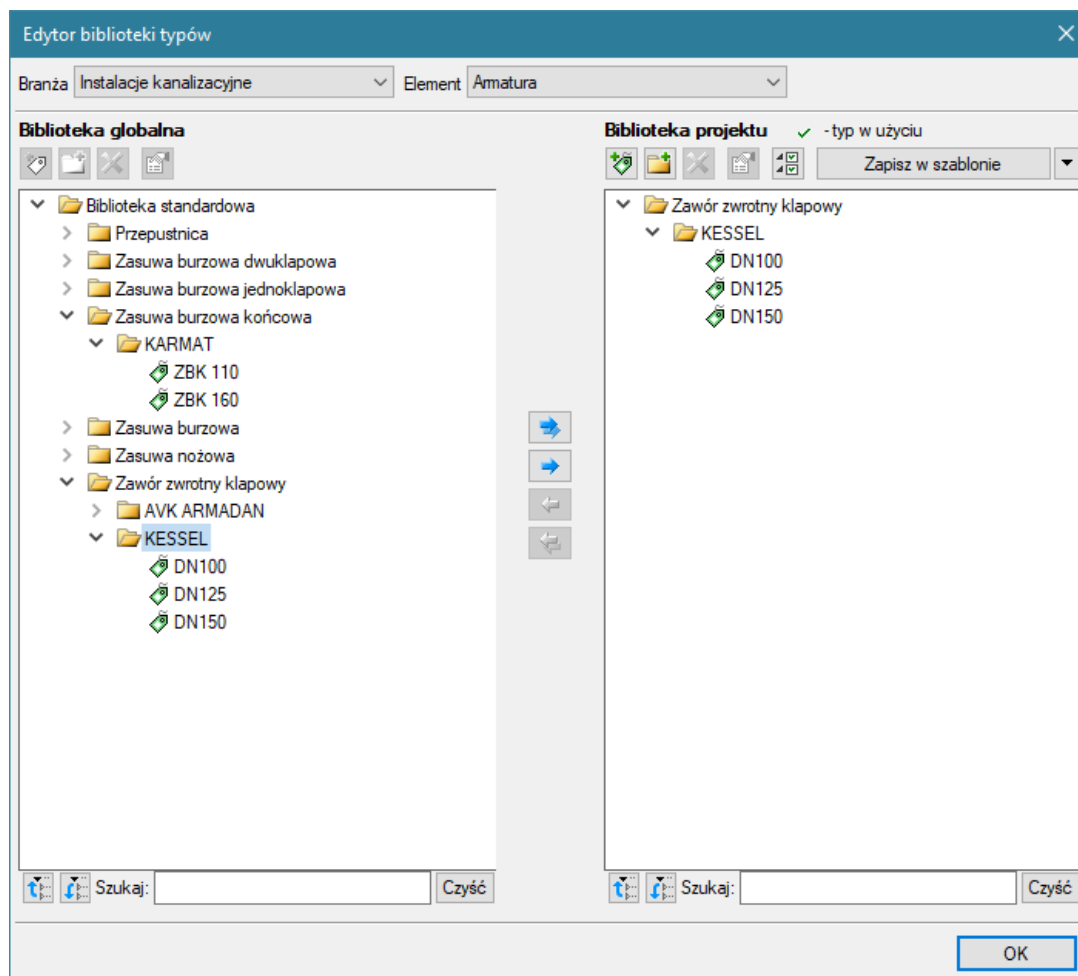 Edytor biblioteki typów
Branża Instalacje kanalizacyjne Element Armatura
Biblioteka globalna
Biblioteka standardowa
Przepustnica
Zasuwa burzowa dwuklapowa
Zasuwa burzowa jednoklapowa
Zasuwa burzowa końcowa
KARMAT
ZBK 110
ZBK 160
Zasuwa burzowa
Zasuwa nożowa
Zawór zwrotny klapowy
AVK ARMADAN
KESSEL
DN100
DN125
DN150
Szukaj: Czyść
Biblioteka projektu - typ w użyciu
Zapisz w szablonie
Zawór zwrotny klapowy
KESSEL
DN100
DN125
DN150
Szukaj: Czyść
OK